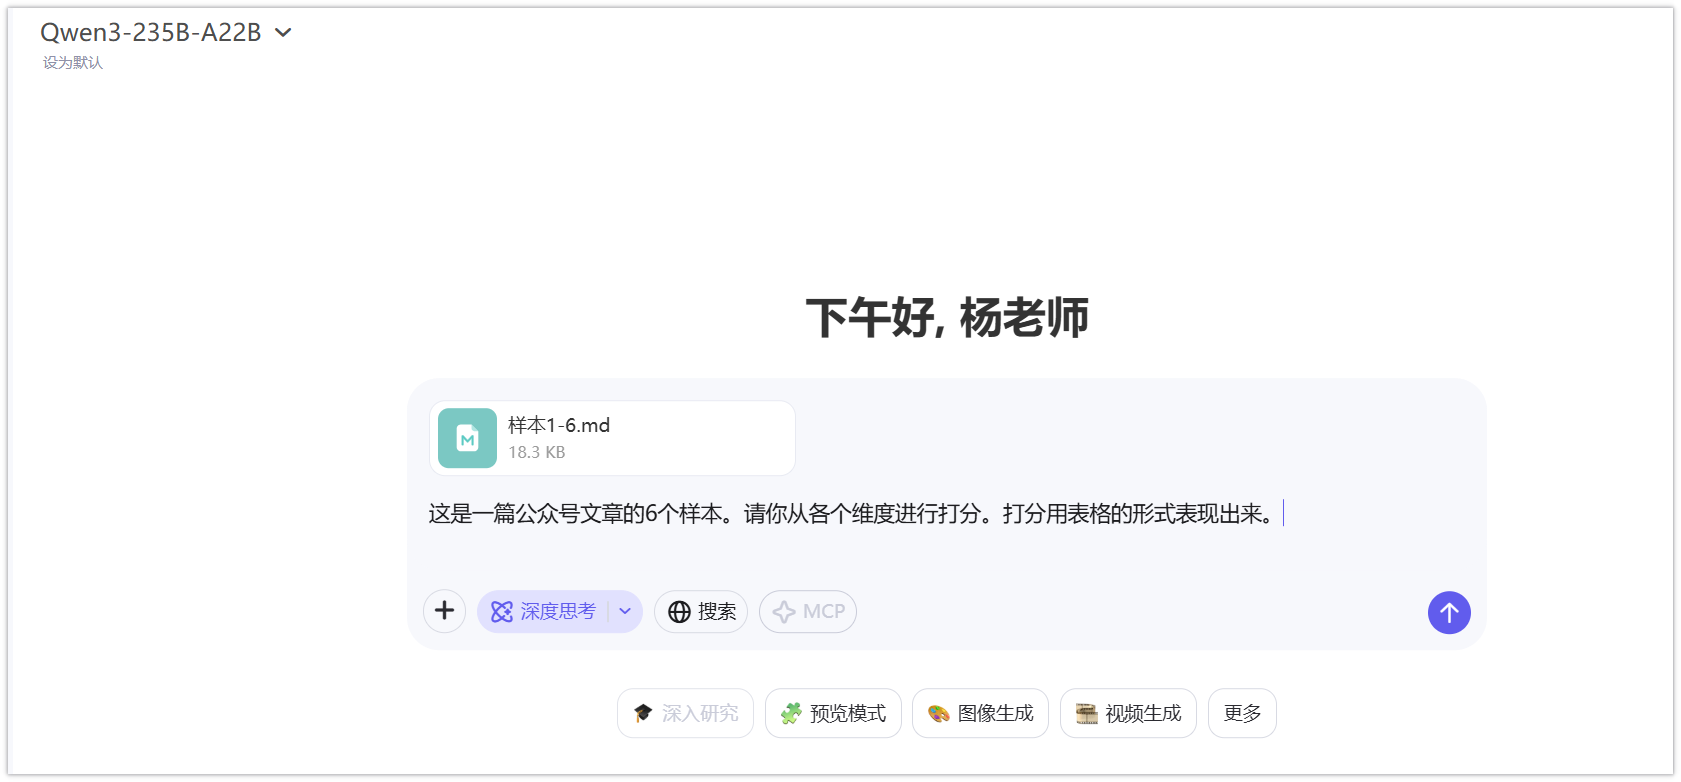 Qwen3-235B-A22B
设为默认
下午好, 杨老师
样本1-6.md
18.3 KB
这是一篇公众号文章的6个样本。请你从各个维度进行打分。打分用表格的形式表现出来。
深度思考 搜索 MCP
深入研究 预览模式 图像生成 视频生成 更多